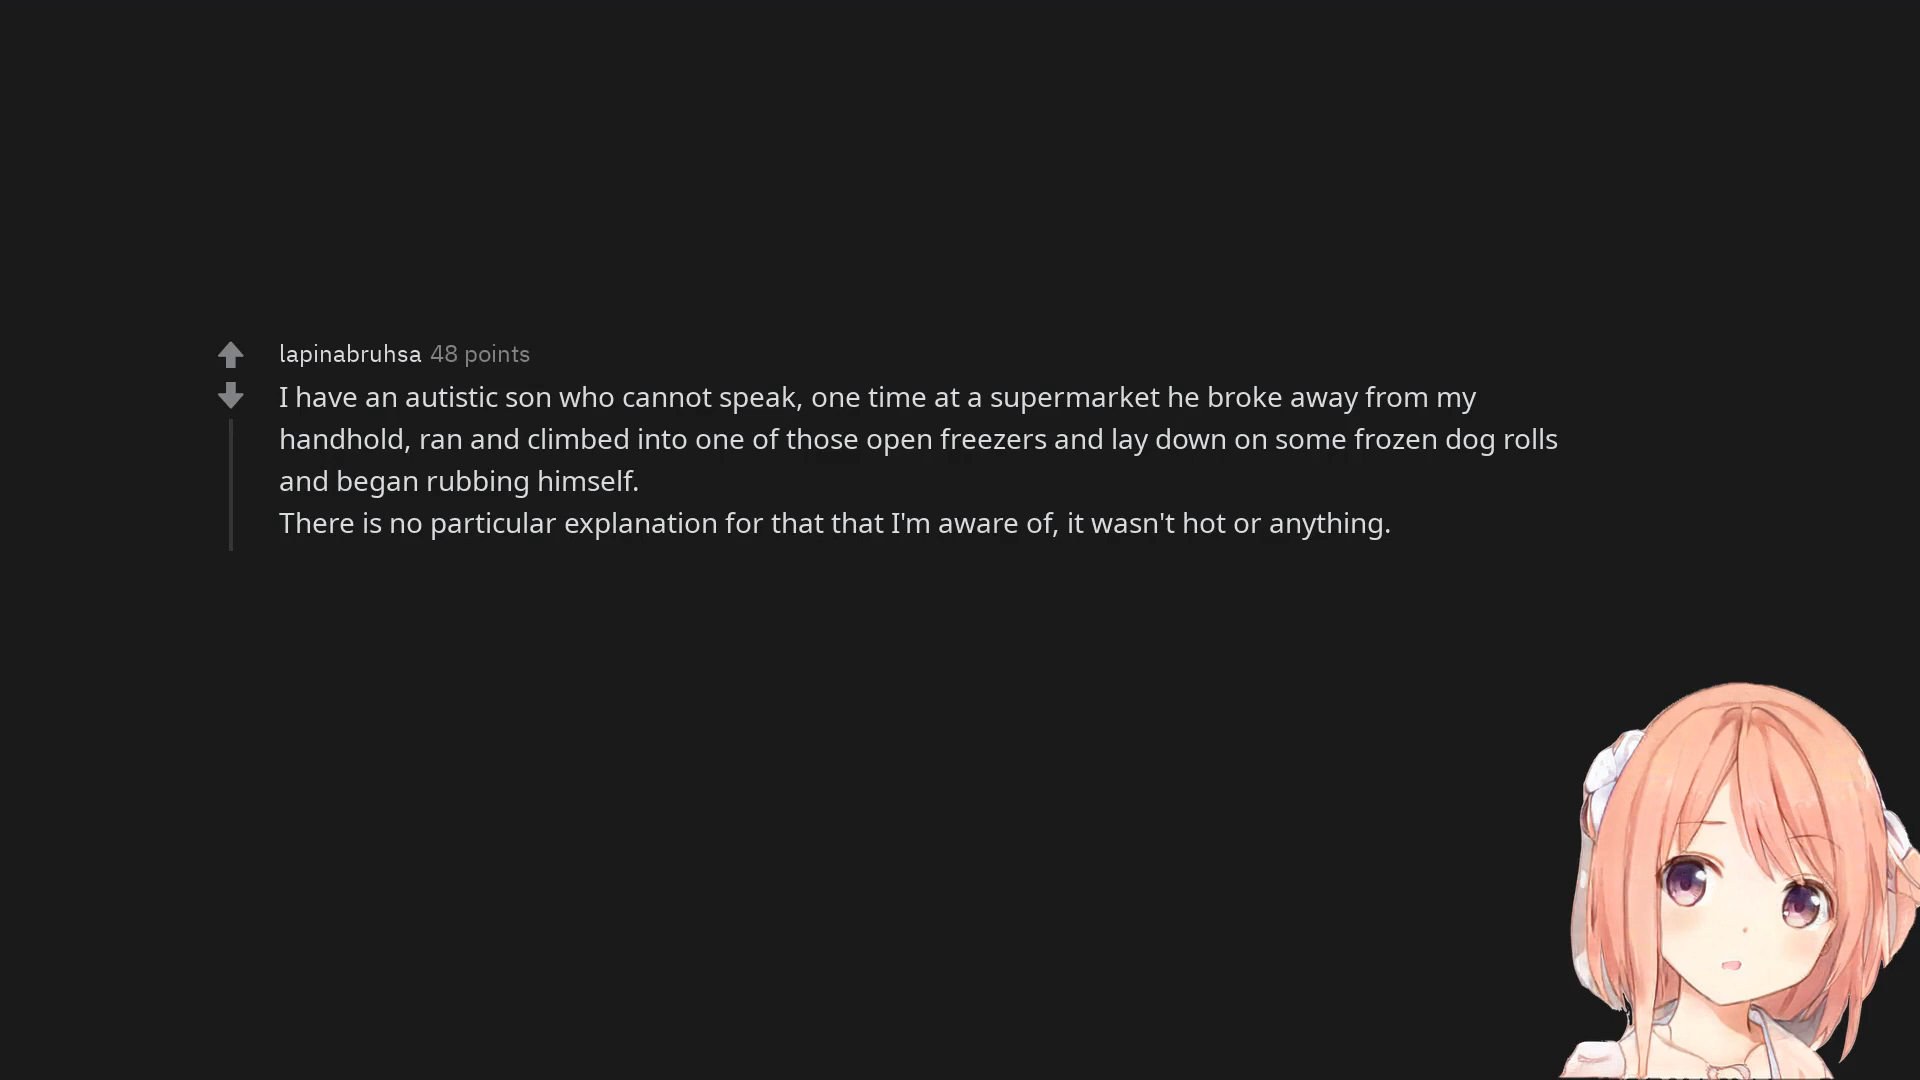 lapinabruhsa 48 points
I have an autistic son who cannot speak, one time at a supermarket he broke away from my
handhold, ran and climbed into one of those open freezers and lay down on some frozen dog rolls
and began rubbing himself.
There is no particular explanation for that that I'm aware of, it wasn't hot or anything.